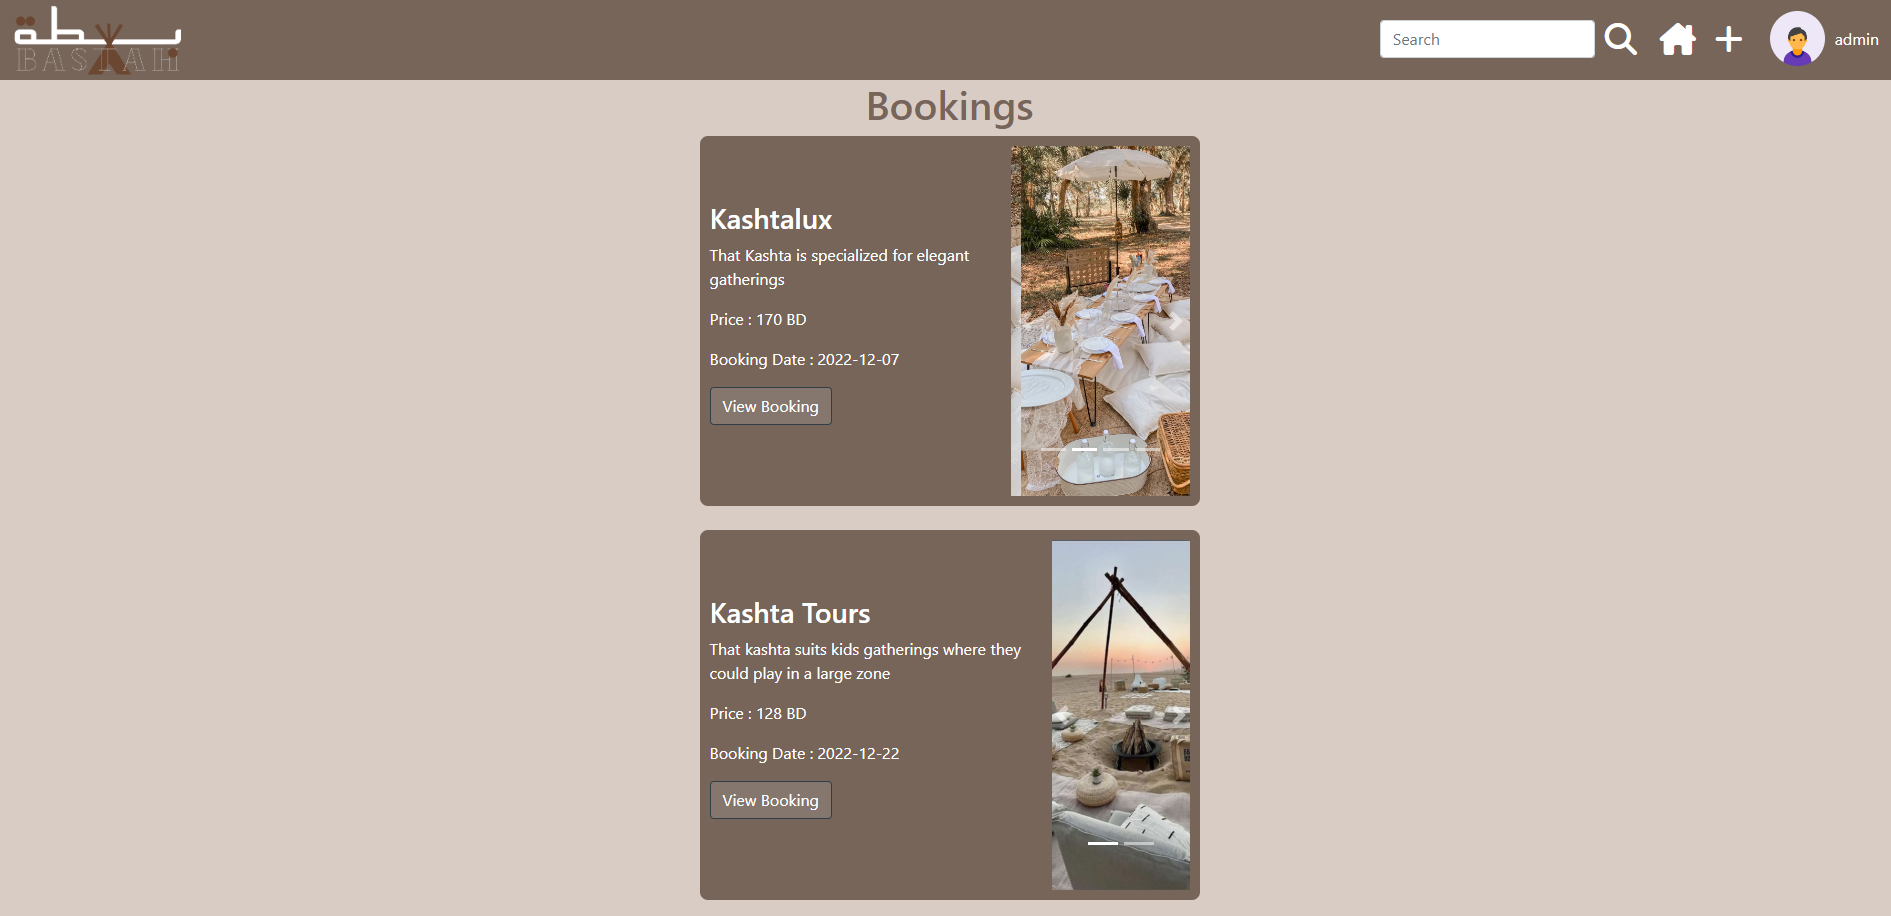 بسطة
BASTAH
Search
admin
Bookings
Kashtalux
That Kashta is specialized for elegant
gatherings
Price : 170 BD
Booking Date : 2022-12-07
View Booking
Kashta Tours
That kashta suits kids gatherings where they
could play in a large zone
Price : 128 BD
Booking Date : 2022-12-22
View Booking